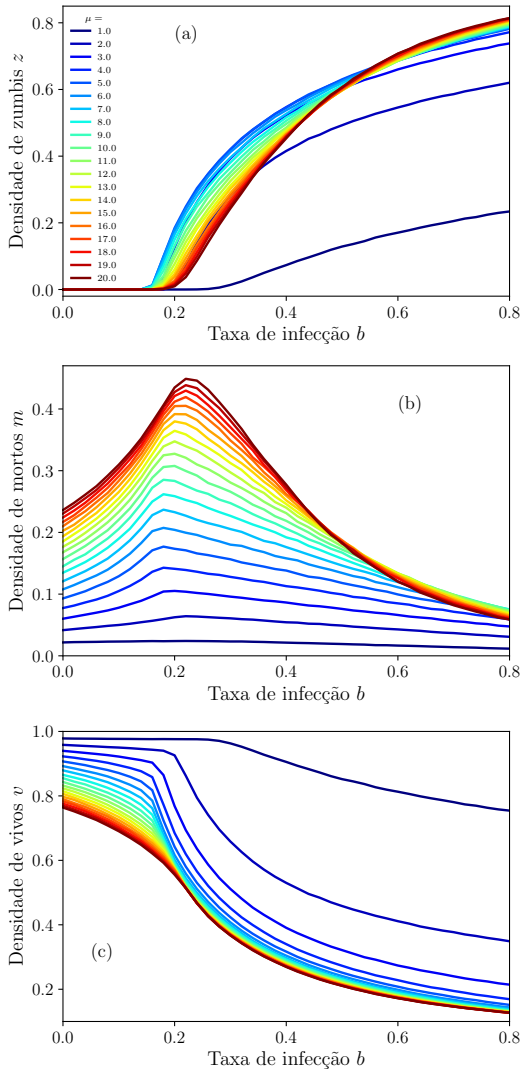 0.8
0.6
0.4
0.2
0.0
Densidade de zumbis z
(a)
μ =
1.0
2.0
3.0
4.0
5.0
6.0
7.0
8.0
9.0
10.0
11.0
12.0
13.0
14.0
15.0
16.0
17.0
18.0
19.0
20.0
0.0 0.2 0.4 0.6 0.8
Taxa de infecção b
0.4
0.3
0.2
0.1
0.0
Densidade de mortos m
(b)
0.0 0.2 0.4 0.6 0.8
Taxa de infecção b
1.0
0.8
0.6
0.4
0.2
Densidade de vivos v
(c)
0.0 0.2 0.4 0.6 0.8
Taxa de infecção b